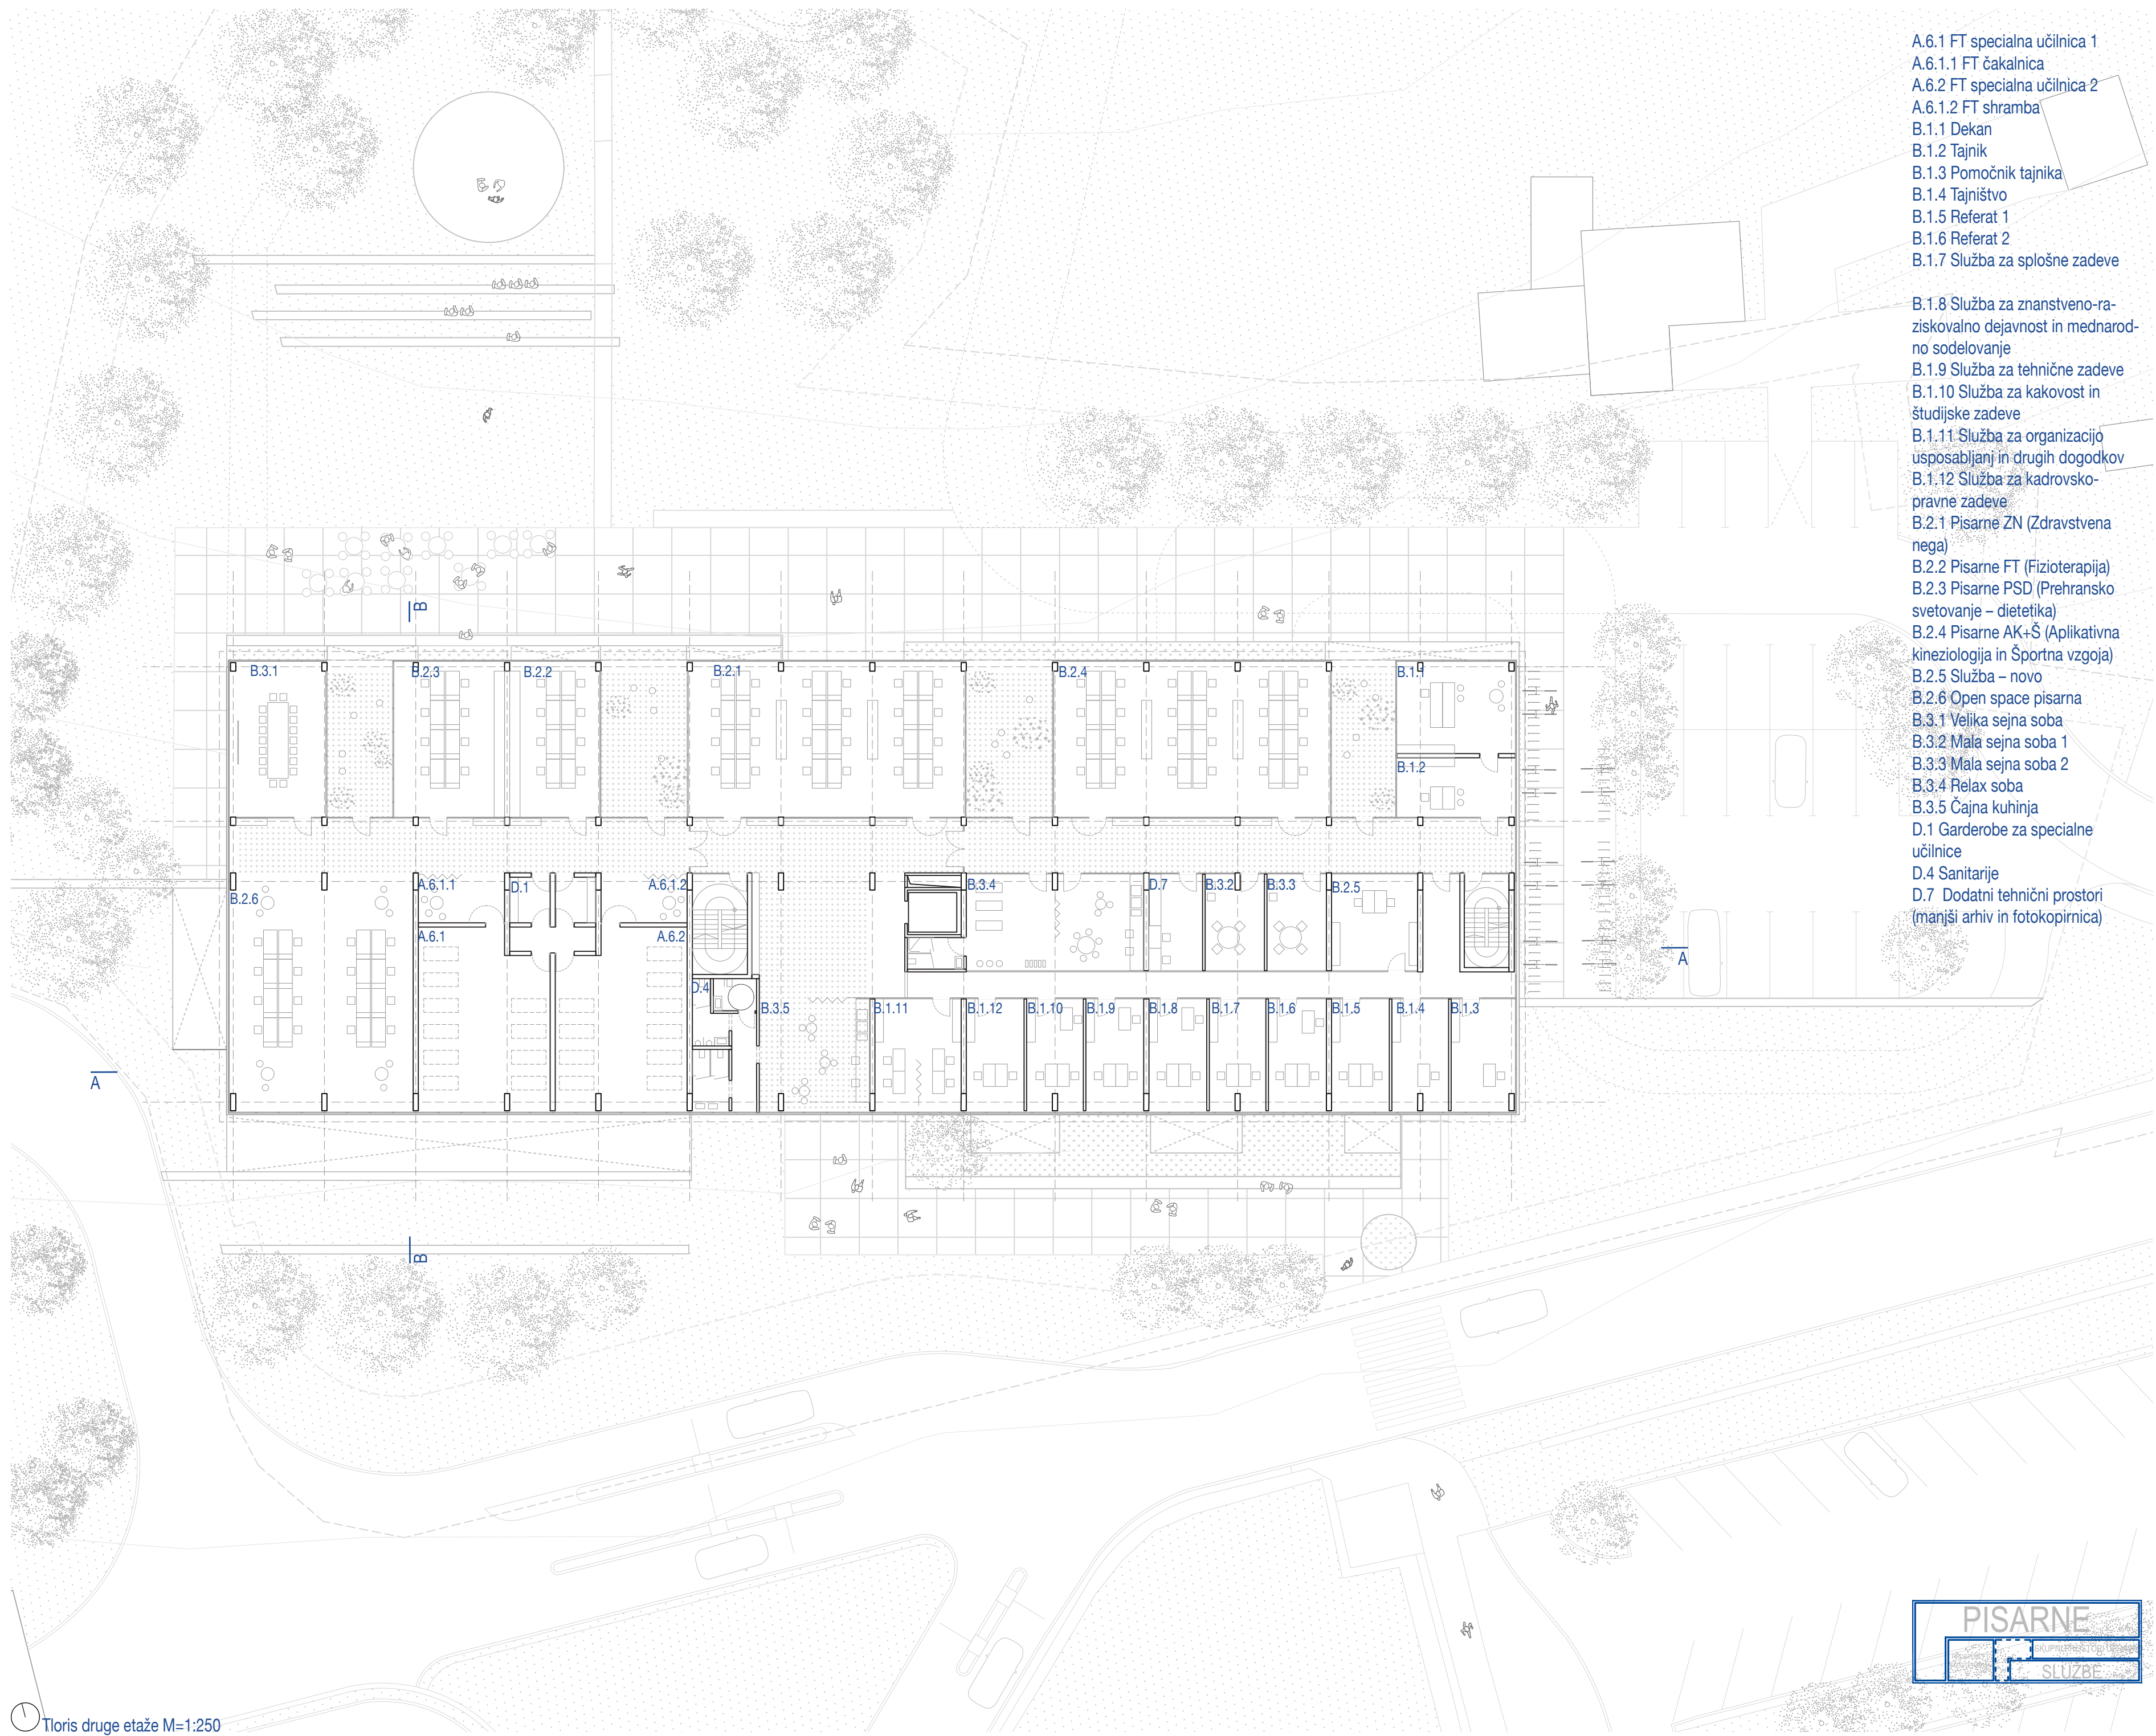 A.6.1 FT specialna učilnica 1
A.6.1.1 FT čakalnica
A.6.2 FT specialna učilnica 2
A.6.1.2 FT shramba
B.1.1 Dekan
B.1.2 Tajnik
B.1.3 Pomočnik tajnika
B.1.4 Tajništvo
B.1.5 Referat 1
B.1.6 Referat 2
B.1.7 Služba za splošne zadeve
B.1.8 Služba za znanstveno-ra-
ziskovalno dejavnost in mednarod-
no sodelovanje
B.1.9 Služba za tehnične zadeve
B.1.10 Služba za kakovost in
študijske zadeve
B.1.11 Služba za organizacijo
usposabljanj in drugih dogodkov
B.1.12 Služba za kadrovsko-
pravne zadeve
B.2.1 Pisarne ZN (Zdravstvena
nega)
B.2.2 Pisarne FT (Fizioterapija)
B.2.3 Pisarne PSD (Prehransko
svetovanje – dietetika)
B.2.4 Pisarne AK+Š (Aplikativna
kineziologija in Športna vzgoja)
B.2.5 Služba – novo
B.2.6 Open space pisarna
B.3.1 Velika sejna soba
B.3.2 Mala sejna soba 1
B.3.3 Mala sejna soba 2
B.3.4 Relax soba
B.3.5 Čajna kuhinja
D.1 Garderobe za specialne
učilnice
D.4 Sanitarije
D.7 Dodatni tehnični prostori
(manjši arhiv in fotokopirnica)
B
B.3.1 B.2.3 B.2.2 B.2.1 B.2.4 B.1.1
B.1.2
A.6.1.1 D.1 A.6.1.2 B.3.4 D.7 B.3.2 B.3.3 B.2.5
B.2.6
A.6.1 A.6.2
A
D.4
B.3.5 B.1.11 B.1.12 B.1.10 B.1.9 B.1.8 B.1.7 B.1.6 B.1.5 B.1.4 B.1.3
A
B
PISARNE
SLUŽBE
Tloris druge etaže M=1:250